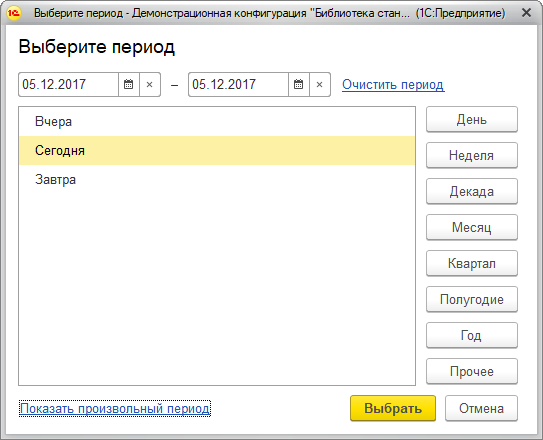 Выберите период - Демонстрационная конфигурация "Библиотека стан... (1С:Предприятие)
Выберите период
05.12.2017 – 05.12.2017 Очистить период
Вчера
Сегодня
Завтра
День
Неделя
Декада
Месяц
Квартал
Полугодие
Год
Прочее
Показать произвольный период
Выбрать
Отмена